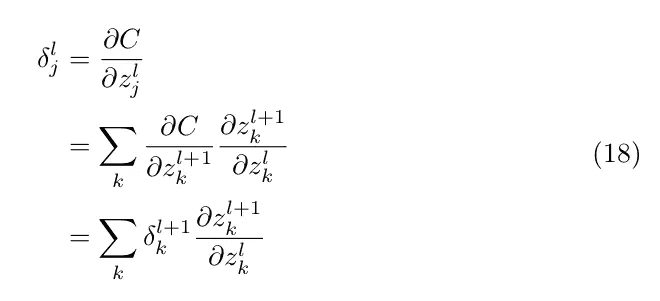 \delta_j^l = \frac{\partial C}{\partial z_j^l}
= \sum_k \frac{\partial C}{\partial z_k^{l+1}} \frac{\partial z_k^{l+1}}{\partial z_k^l} (18)
= \sum_k \delta_k^{l+1} \frac{\partial z_k^{l+1}}{\partial z_k^l}